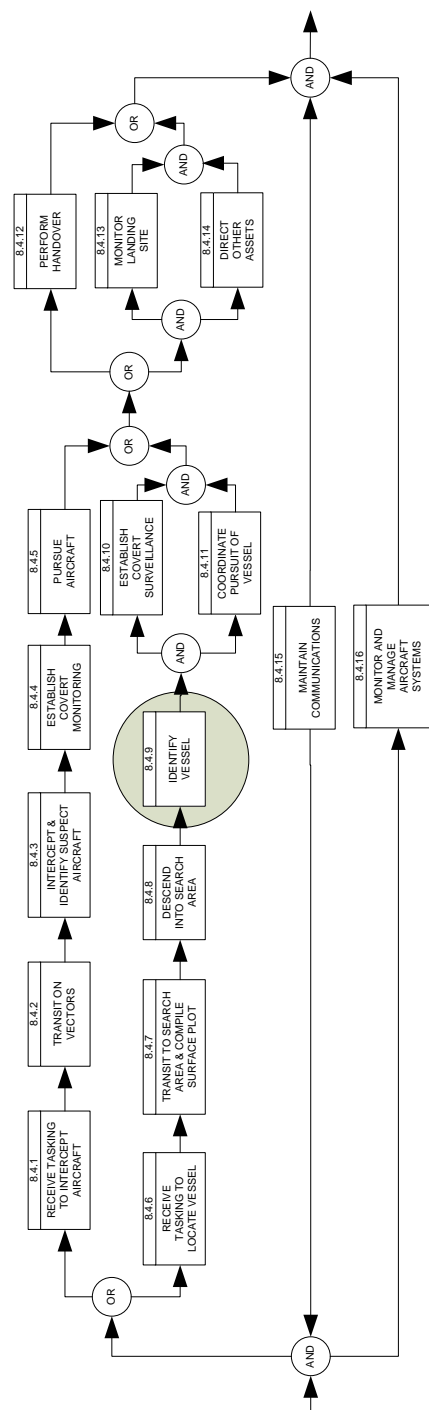 8.4.1
RECEIVE TASKING
TO INTERCEPT
AIRCRAFT
8.4.2
TRANSIT ON
VECTORS
8.4.3
INTERCEPT &
IDENTIFY SUSPECT
AIRCRAFT
8.4.4
ESTABLISH
COVERT
MONITORING
8.4.5
PURSUE
AIRCRAFT
OR
8.4.6
RECEIVE
TASKING TO
LOCATE VESSEL
8.4.7
TRANSIT TO SEARCH
AREA & COMPILE
SURFACE PLOT
8.4.8
DESCEND
INTO SEARCH
AREA
8.4.9
IDENTIFY
VESSEL
AND
8.4.10
ESTABLISH
COVERT
SURVEILLANCE
8.4.11
COORDINATE
PURSUIT OF
VESSEL
AND
OR
OR
8.4.12
PERFORM
HANDOVER
AND
8.4.13
MONITOR
LANDING
SITE
8.4.14
DIRECT
OTHER
ASSETS
AND
OR
AND
8.4.15
MAINTAIN
COMMUNICATIONS
8.4.16
MONITOR AND
MANAGE
AIRCRAFT
SYSTEMS
AND